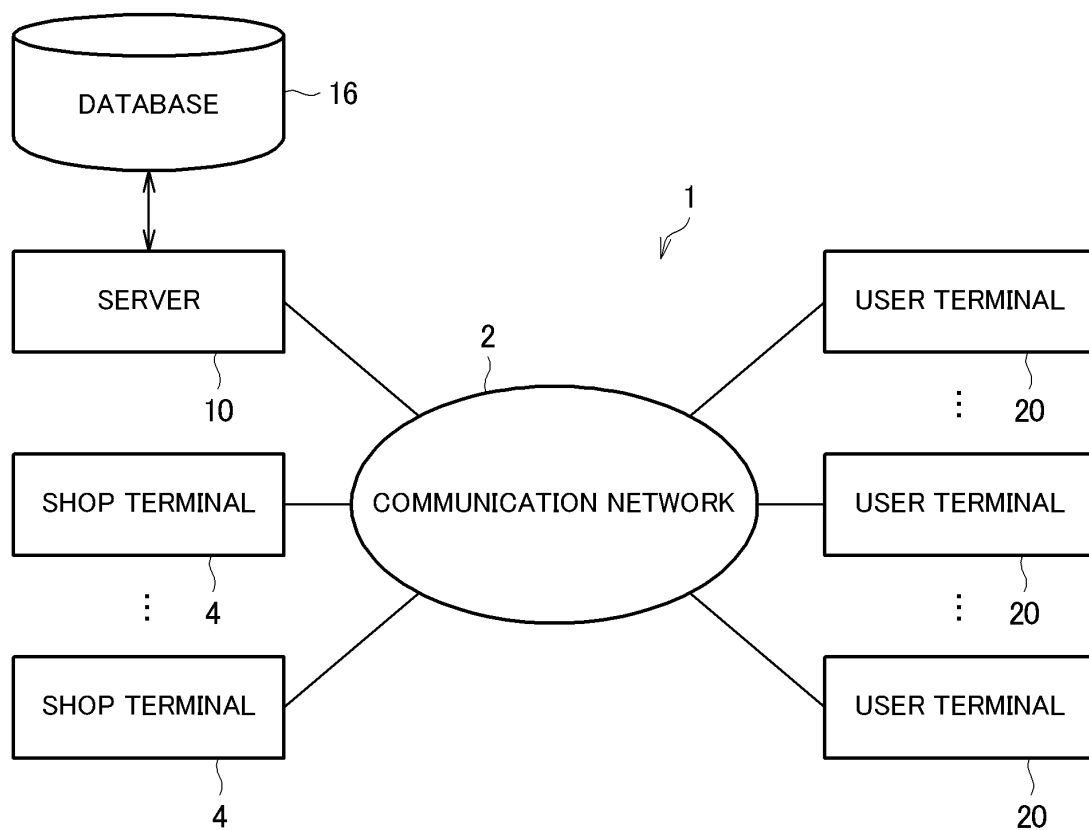 DATABASE
16
1
SERVER
USER TERMINAL
2
10
20
SHOP TERMINAL
COMMUNICATION NETWORK
USER TERMINAL
4
20
SHOP TERMINAL
USER TERMINAL
4
20